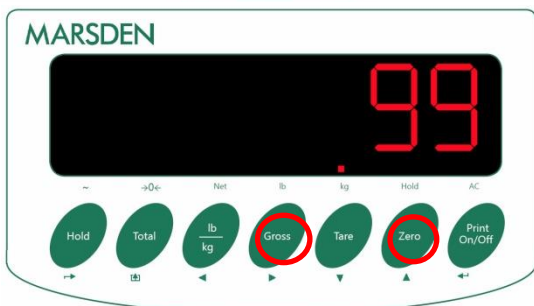 MARSDEN
99
~ →0← Net lb kg Hold AC
Hold Total lb/kg Gross Tare Zero Print On/Off